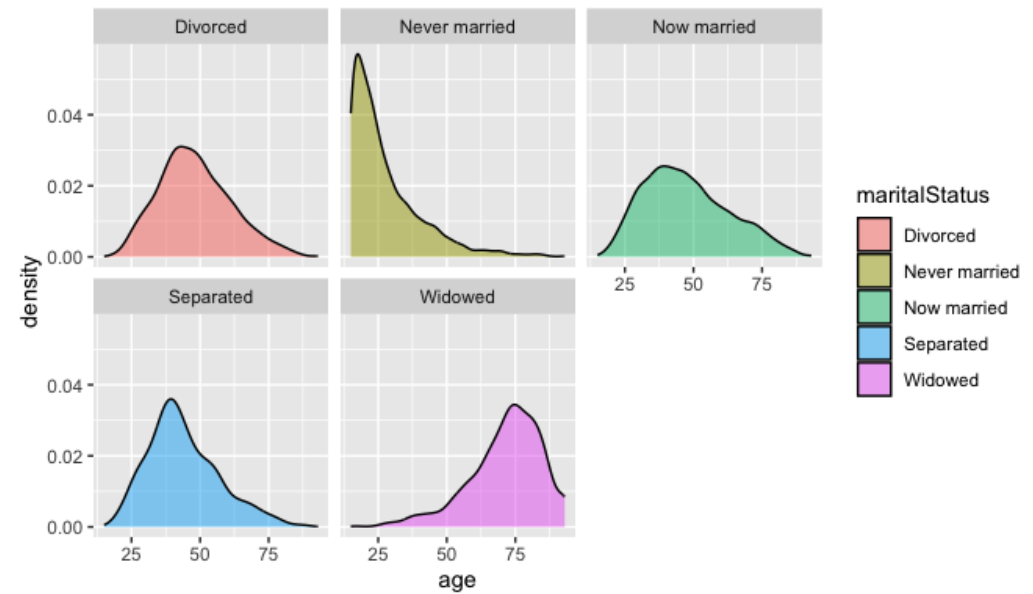 Divorced
Never married
Now married
0.04
0.02
0.00
25 50 75
density
Separated
Widowed
0.04
0.02
0.00
25 50 75
25 50 75
age
maritalStatus
Divorced
Never married
Now married
Separated
Widowed